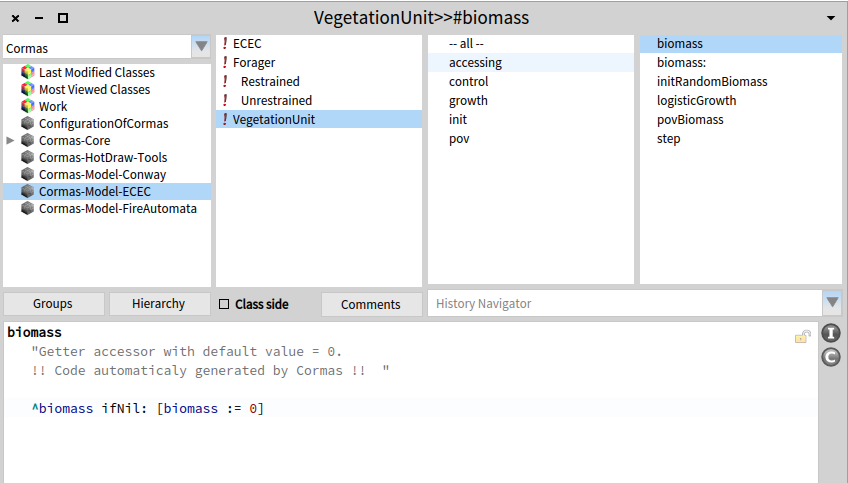 VegetationUnit>>#biomass
Cormas
Last Modified Classes
Most Viewed Classes
Work
ConfigurationOfCormas
Cormas-Core
Cormas-HotDraw-Tools
Cormas-Model-Conway
Cormas-Model-ECEC
Cormas-Model-FireAutomata
ECEC
Forager
Restrained
Unrestrained
VegetationUnit
-- all --
accessing
control
growth
init
pov
biomass
biomass:
initRandomBiomass
logisticGrowth
povBiomass
step
Groups
Hierarchy
Class side
Comments
History Navigator
biomass
"Getter accessor with default value = 0.
!! Code automaticaly generated by Cormas !!  "
^biomass ifNil: [biomass := 0]
I
C